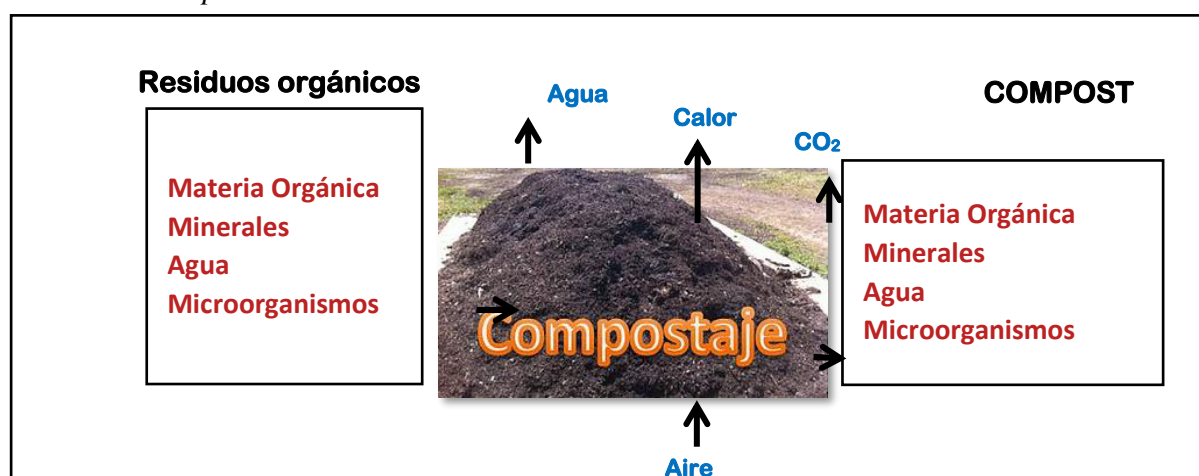 Residuos orgánicos
Materia Orgánica
Minerales
Agua
Microorganismos
Agua
Calor
CO₂
Compostaje
Aire
COMPOST
Materia Orgánica
Minerales
Agua
Microorganismos